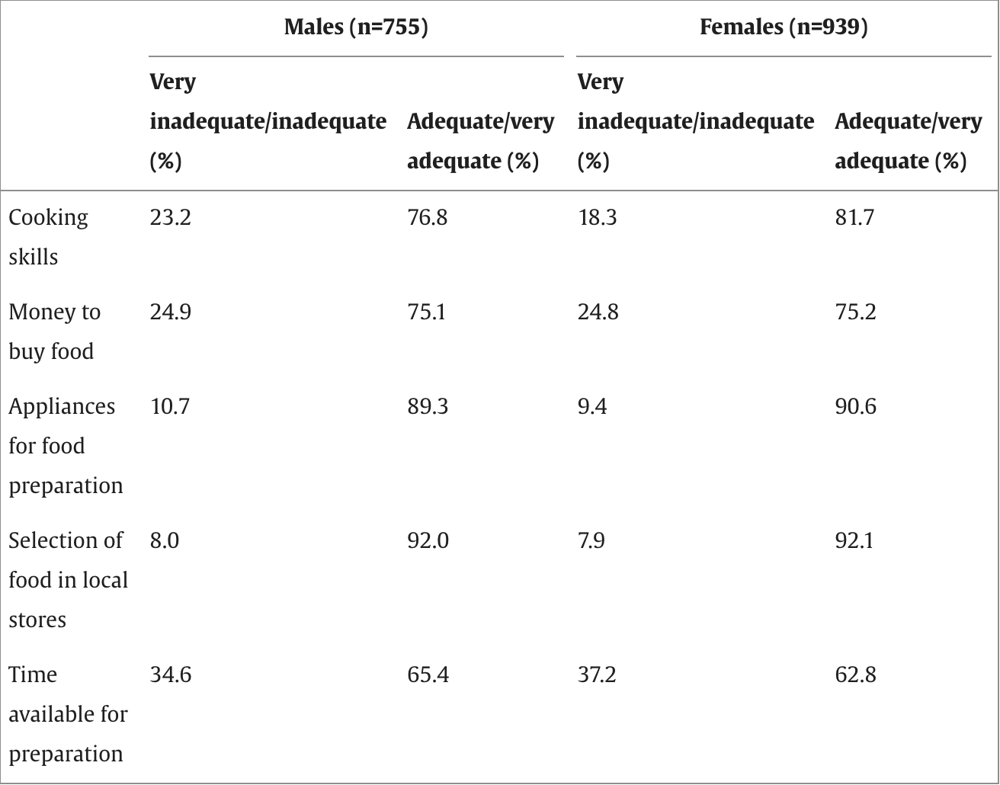 Males (n=755) Females (n=939)
Very Very
inadequate/inadequate Adequate/very inadequate/inadequate Adequate/very
(%) adequate (%) (%) adequate (%)
Cooking 23.2 76.8 18.3 81.7
skills
Money to 24.9 75.1 24.8 75.2
buy food
Appliances 10.7 89.3 9.4 90.6
for food
preparation
Selection of 8.0 92.0 7.9 92.1
food in local
stores
Time 34.6 65.4 37.2 62.8
available for
preparation